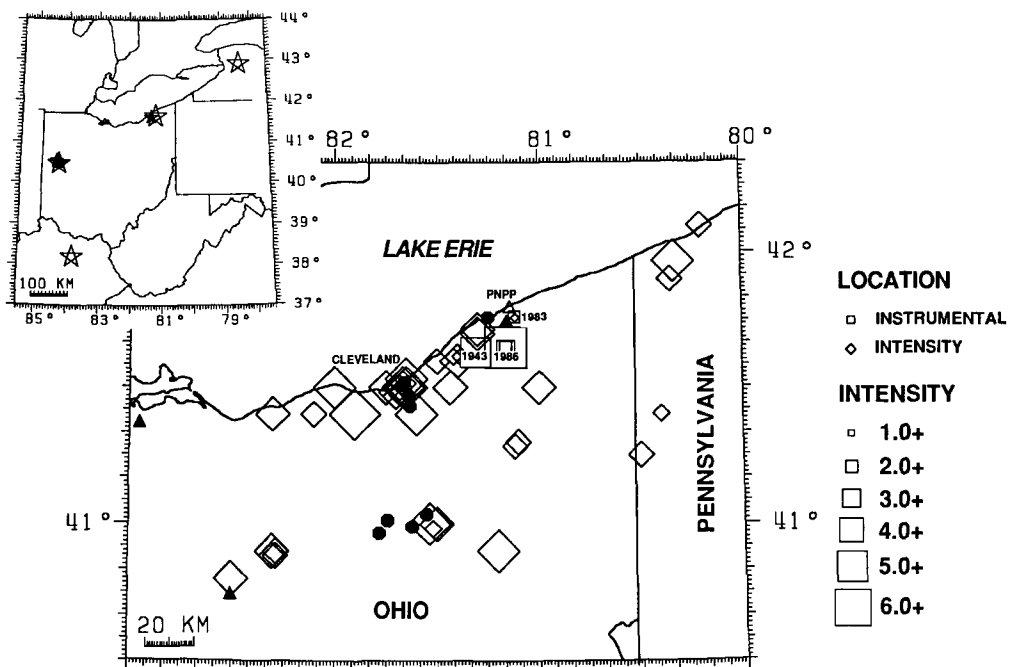 44°
43°
42°
41°
40°
39°
38°
37°
100 KM
85° 83° 81° 79°
82° 81° 80°
LAKE ERIE
42°
PNPP
1983
CLEVELAND
1943 1986
41° 41°
PENNSYLVANIA
OHIO
20 KM
LOCATION
INSTRUMENTAL
INTENSITY
INTENSITY
1.0+
2.0+
3.0+
4.0+
5.0+
6.0+